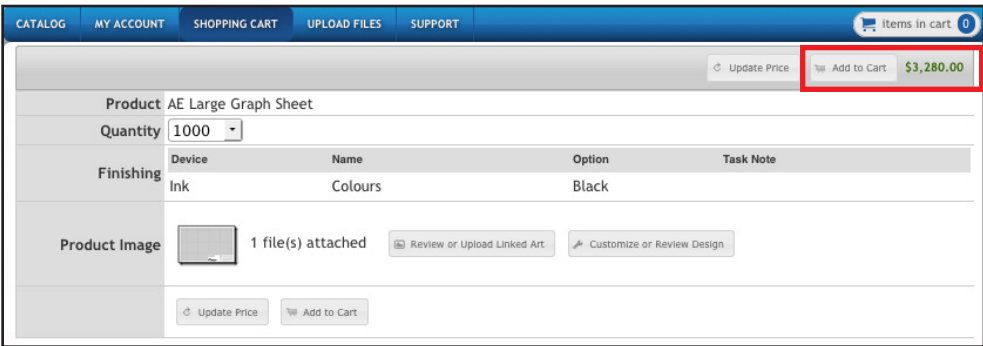 CATALOG MY ACCOUNT SHOPPING CART UPLOAD FILES SUPPORT items in cart 0
Update Price Add to Cart $3,280.00
Product AE Large Graph Sheet
Quantity 1000
Finishing
Device Name Option Task Note
Ink Colours Black
Product Image 1 file(s) attached Review or Upload Linked Art Customize or Review Design
Update Price Add to Cart